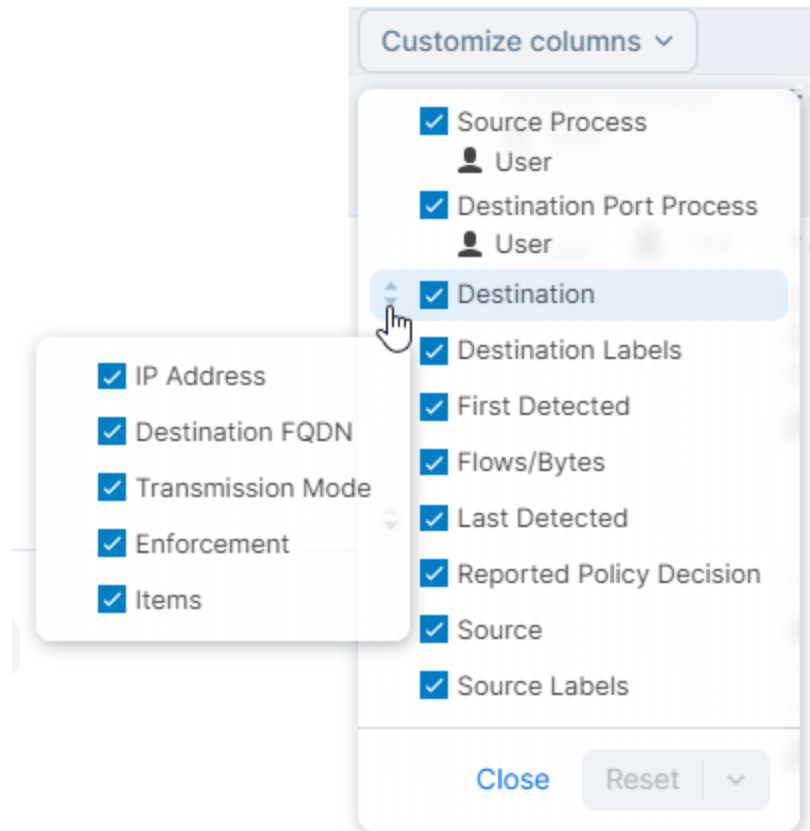 Customize columns
Source Process
User
Destination Port Process
User
Destination
Destination Labels
First Detected
Flows/Bytes
Last Detected
Reported Policy Decision
Source
Source Labels
Close
Reset
IP Address
Destination FQDN
Transmission Mode
Enforcement
Items